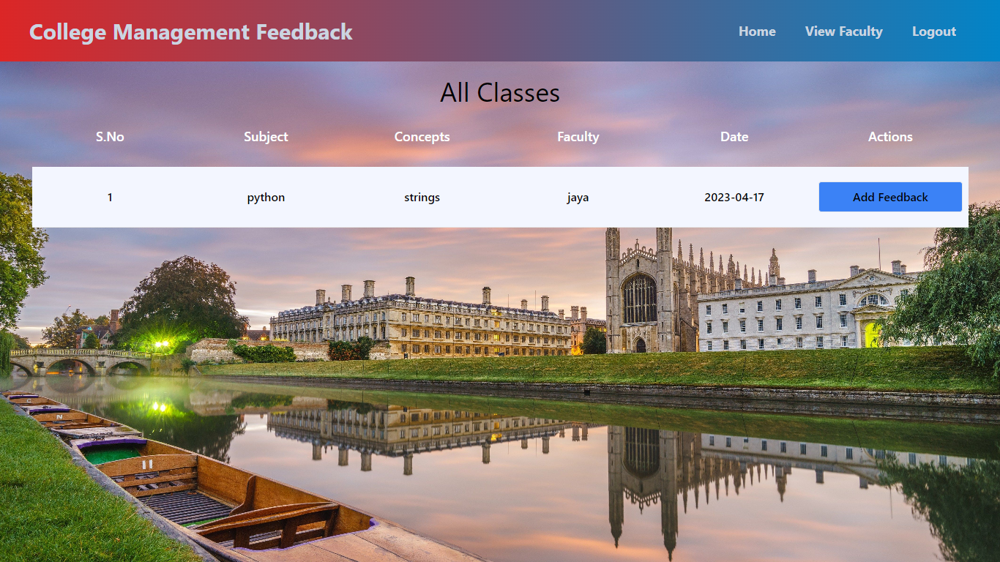 College Management Feedback
Home View Faculty Logout
All Classes
S.No Subject Concepts Faculty Date Actions
1 python strings jaya 2023-04-17 Add Feedback